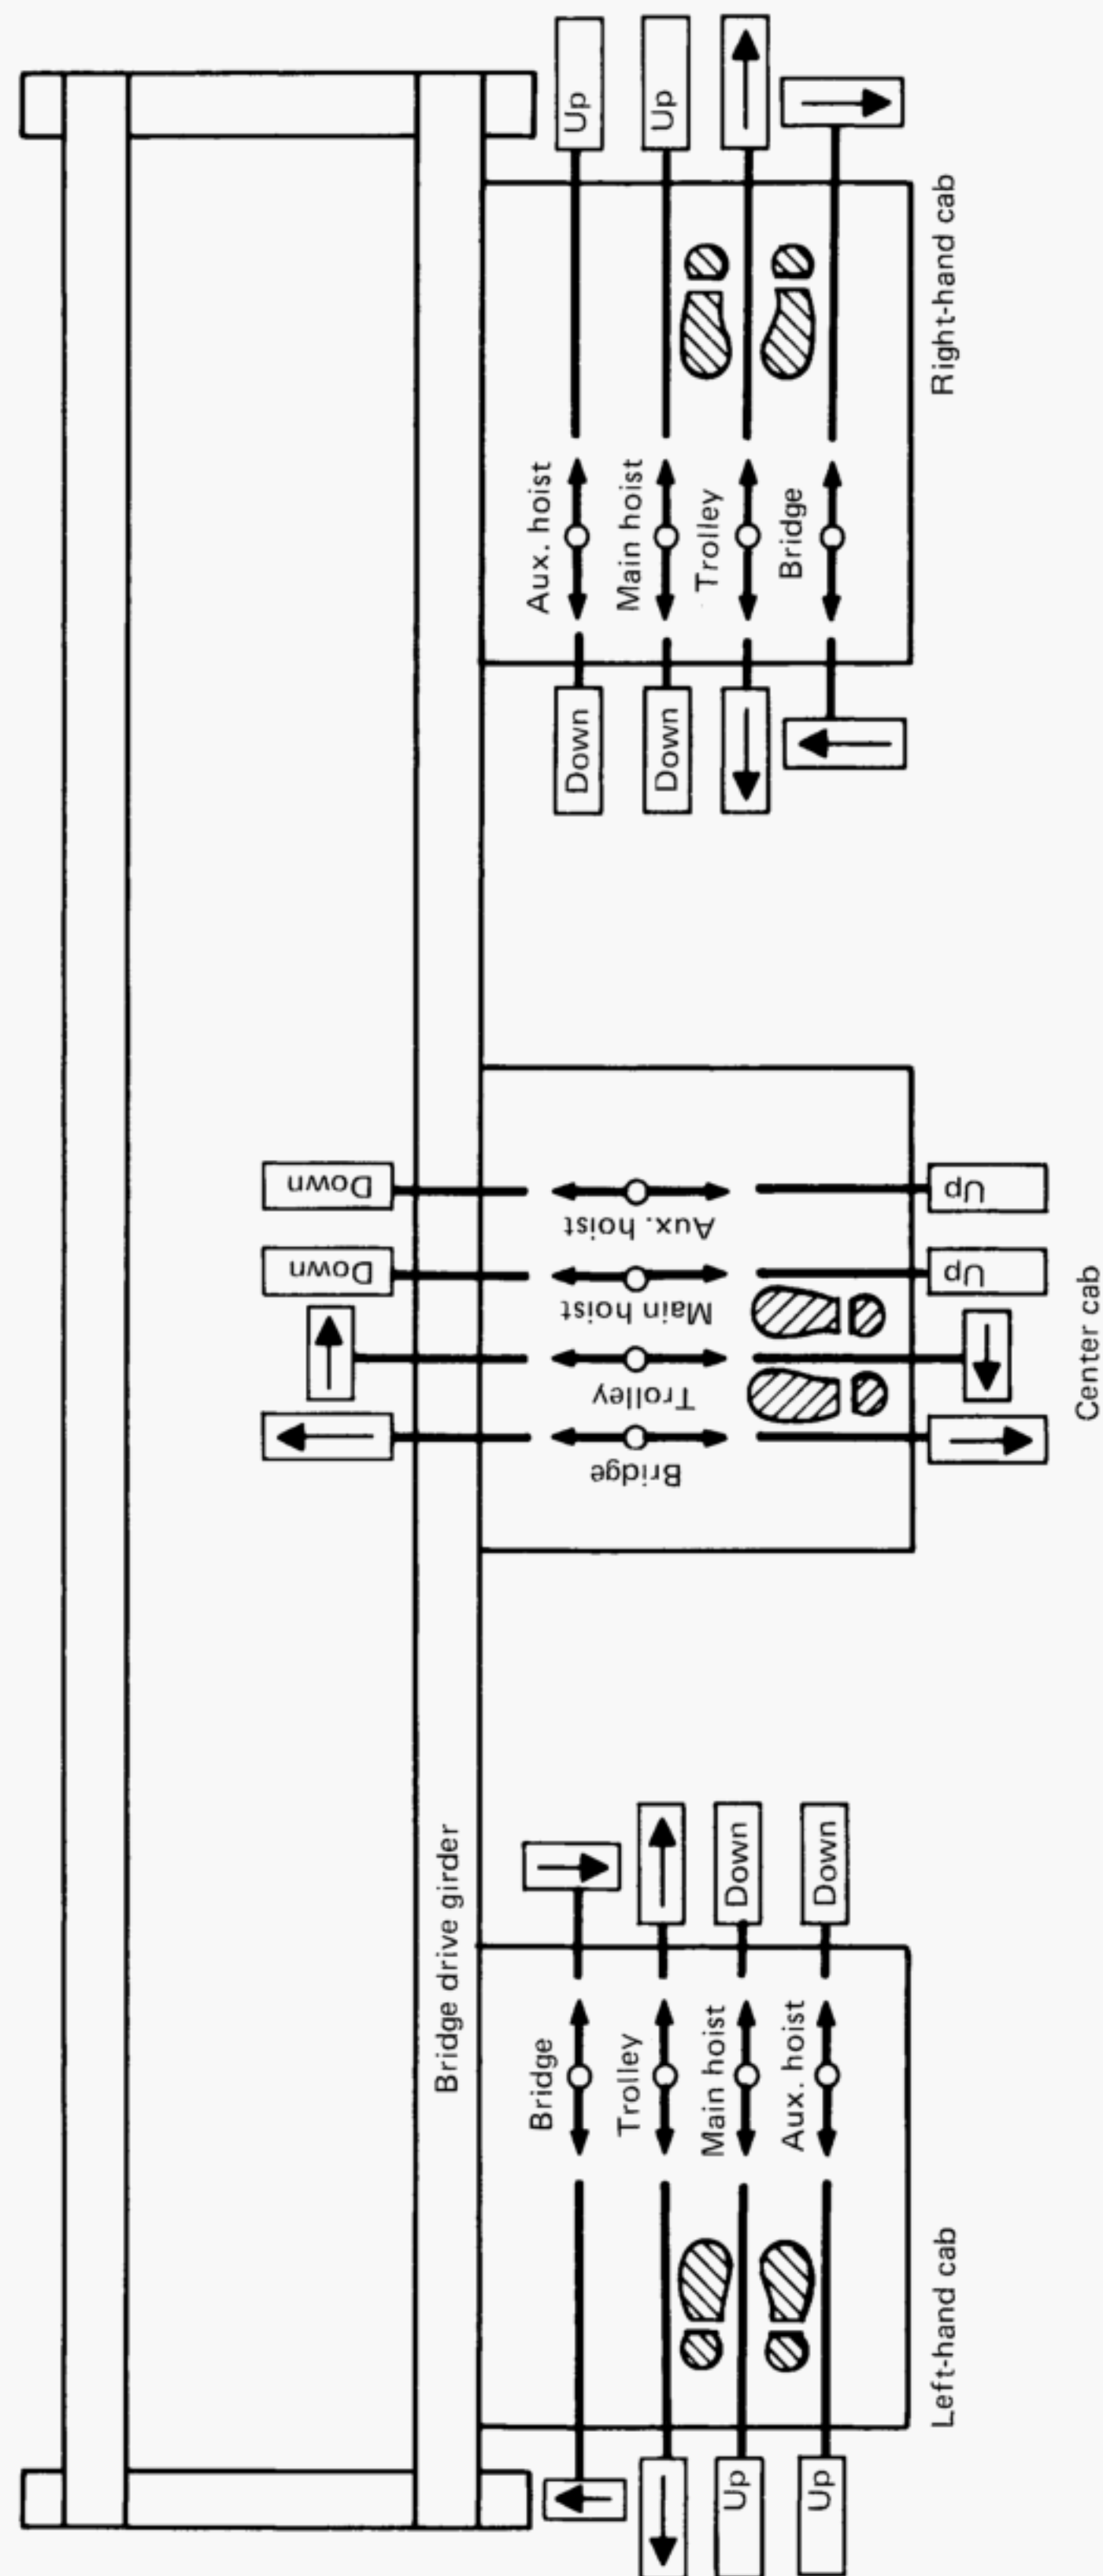 Bridge drive girder
Bridge
Trolley
Main hoist
Aux. hoist
Up
Down
Up
Down
Left-hand cab
Down
Down
Bridge
Trolley
Main hoist
Aux. hoist
Up
Up
Center cab
Aux. hoist
Down
Up
Main hoist
Down
Up
Trolley
Bridge
Right-hand cab